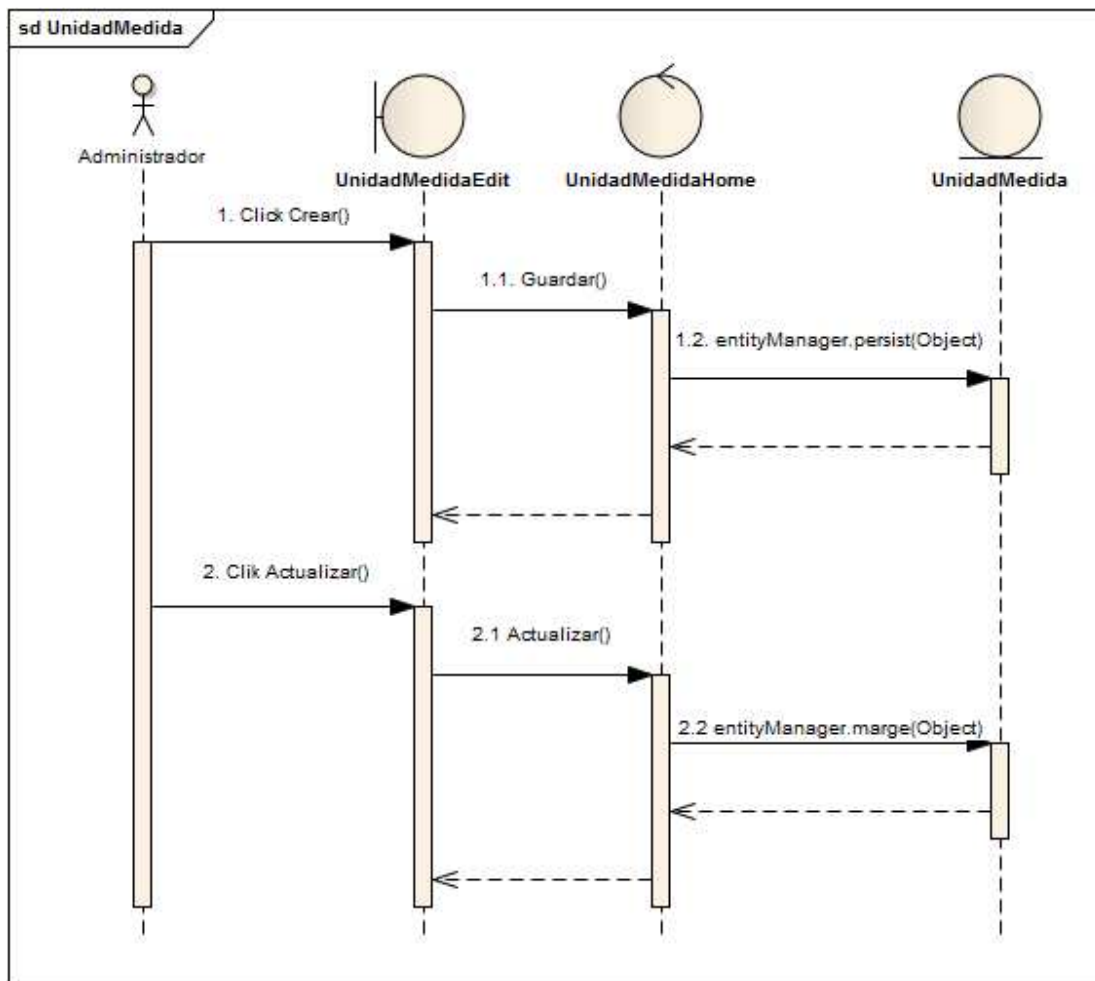 sd UnidadMedida
Administrador
UnidadMedidaEdit
UnidadMedidaHome
UnidadMedida
1. Click Crear()
1.1. Guardar()
1.2. entityManager.persist(Object)
2. Clik Actualizar()
2.1 Actualizar()
2.2 entityManager.marge(Object)